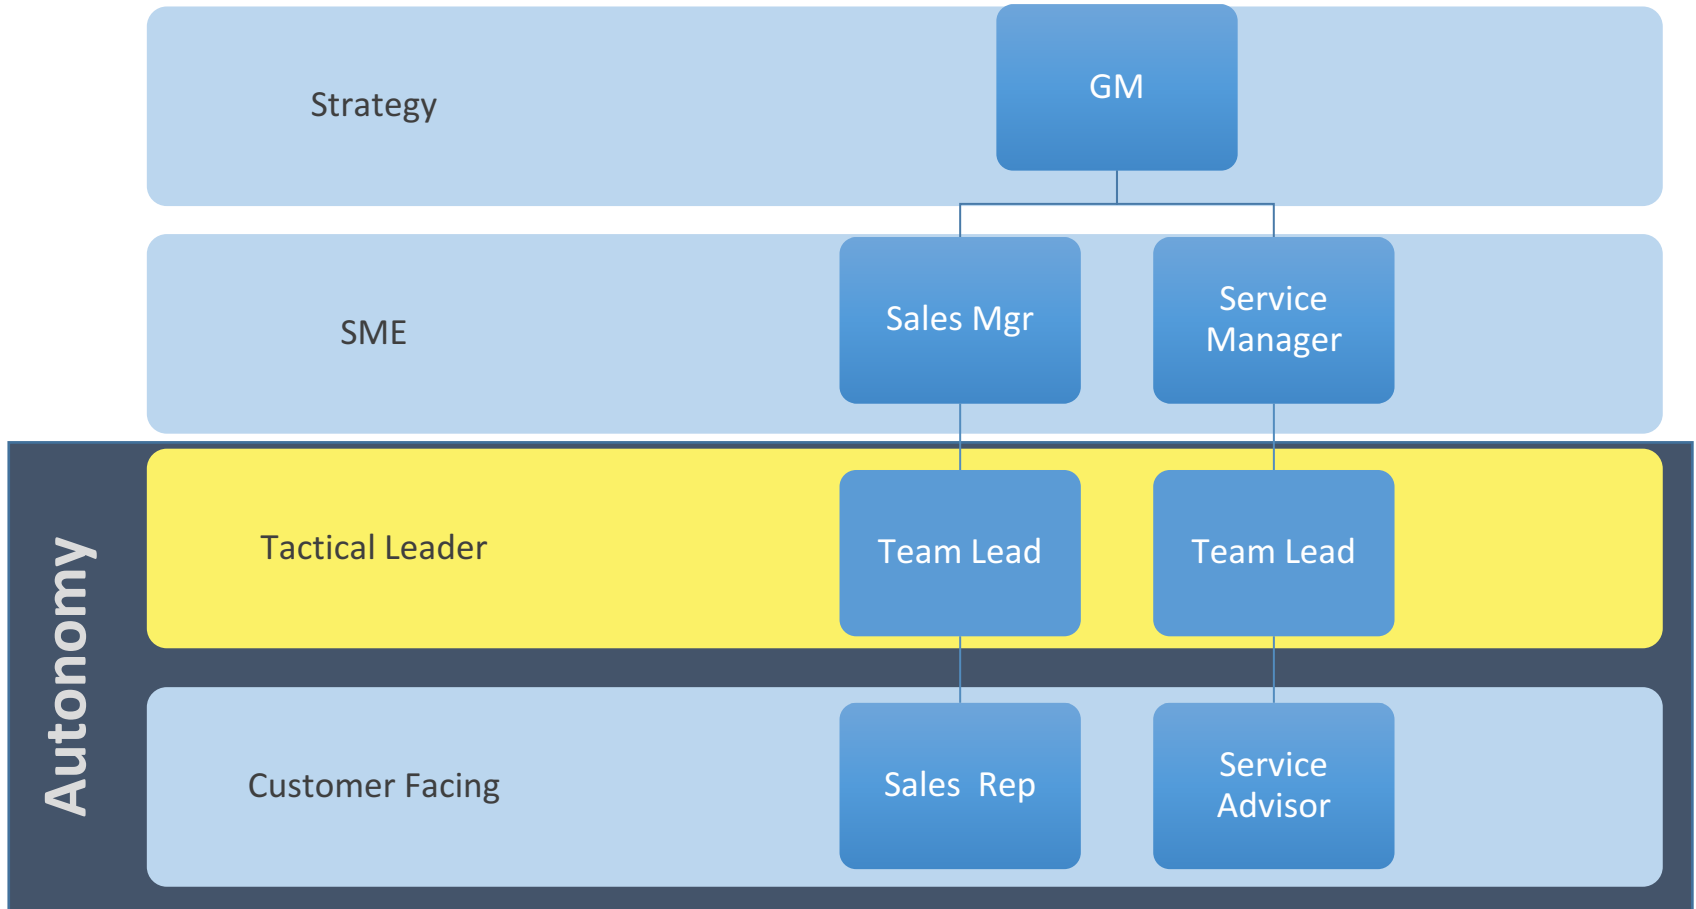 Strategy
GM
SME
Sales Mgr
Service
Manager
Autonomy
Tactical Leader
Team Lead
Team Lead
Customer Facing
Sales  Rep
Service
Advisor